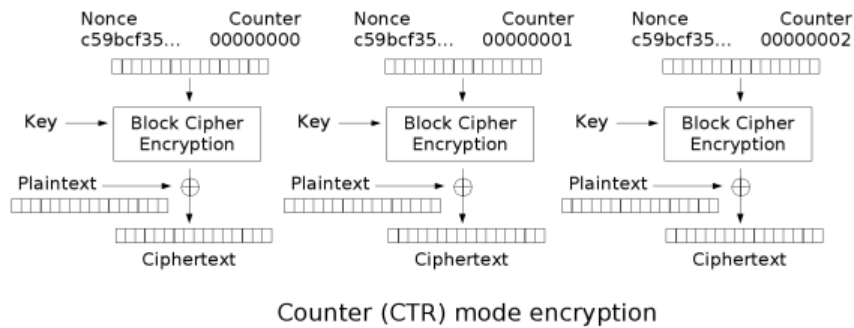 Nonce Counter
c59bcf35... 00000000
Nonce Counter
c59bcf35... 00000001
Nonce Counter
c59bcf35... 00000002
Key
Block Cipher
Encryption
Key
Block Cipher
Encryption
Key
Block Cipher
Encryption
Plaintext
Plaintext
Plaintext
Ciphertext
Ciphertext
Ciphertext
Counter (CTR) mode encryption